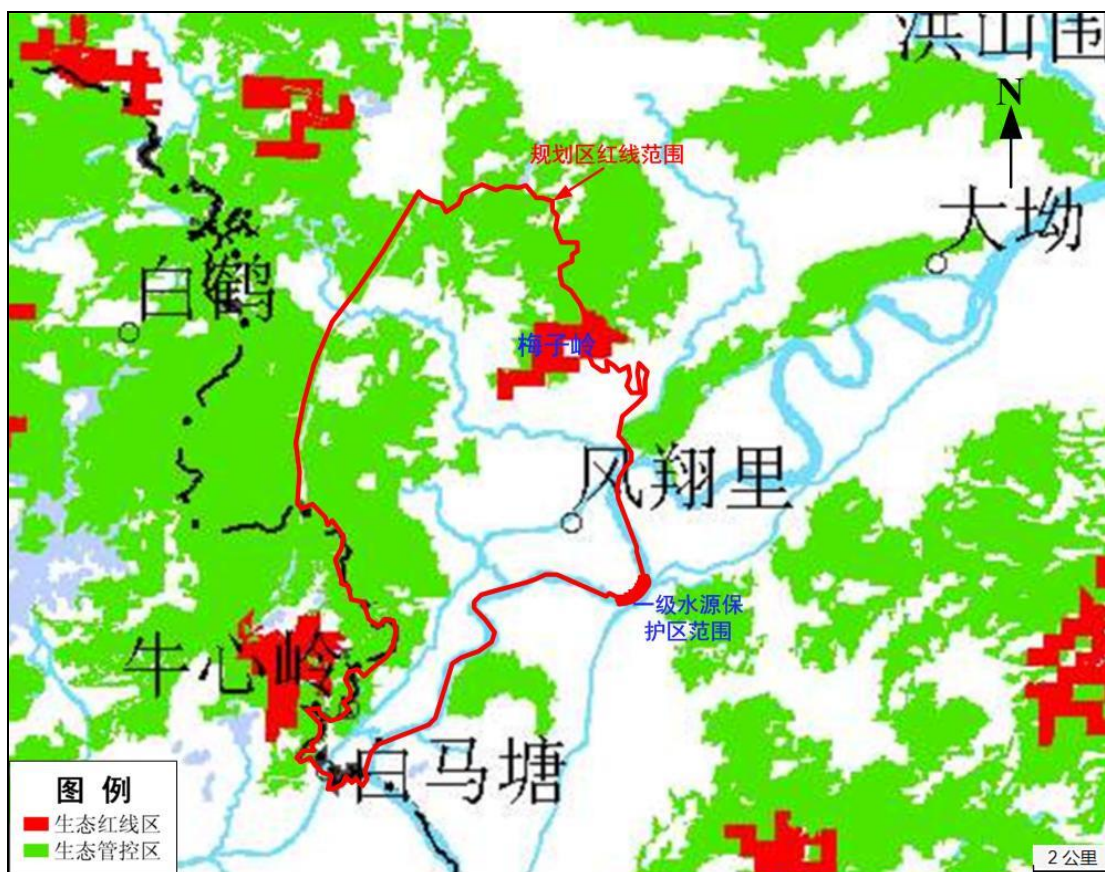 洪山围
N
规划区红线范围
大坳
白鹤
梅子岭
风翔里
一级水源保
护区范围
牛心岭
白马塘
图 例
生态红线区
生态管控区
2 公里